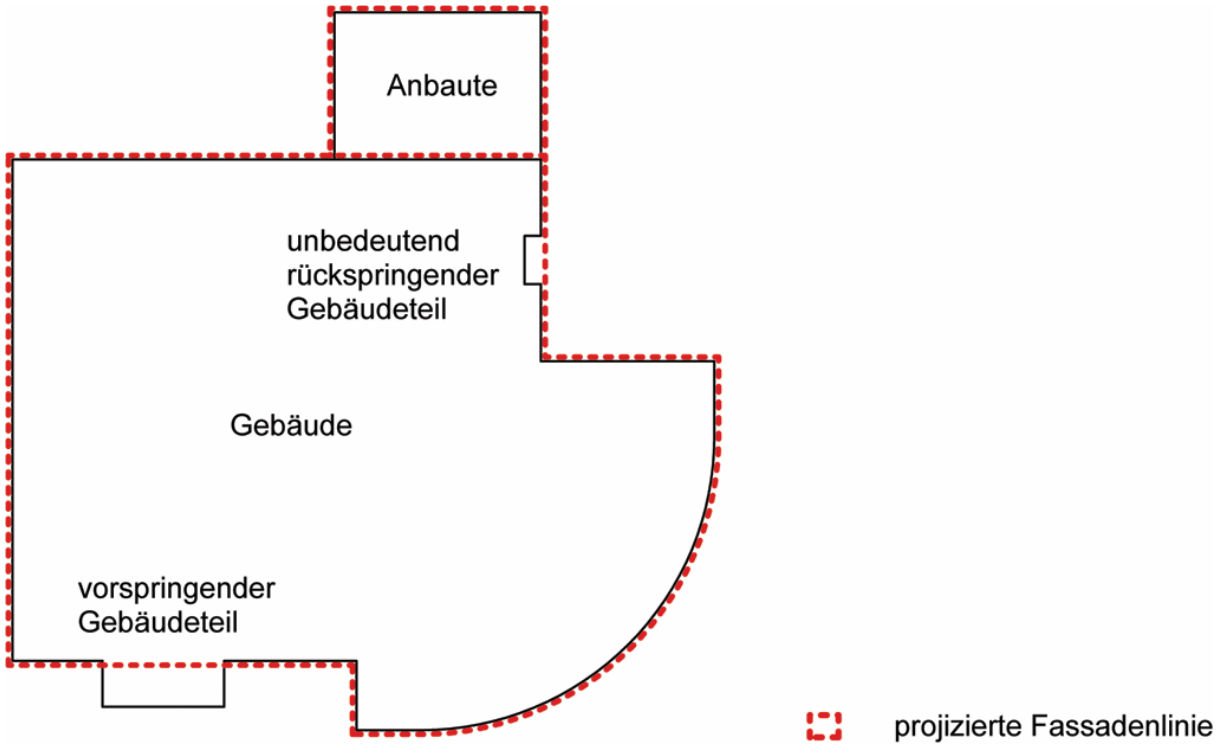 Anbaute
unbedeutend
rückspringender
Gebäudeteil
Gebäude
vorspringender
Gebäudeteil
projizierte Fassadenlinie